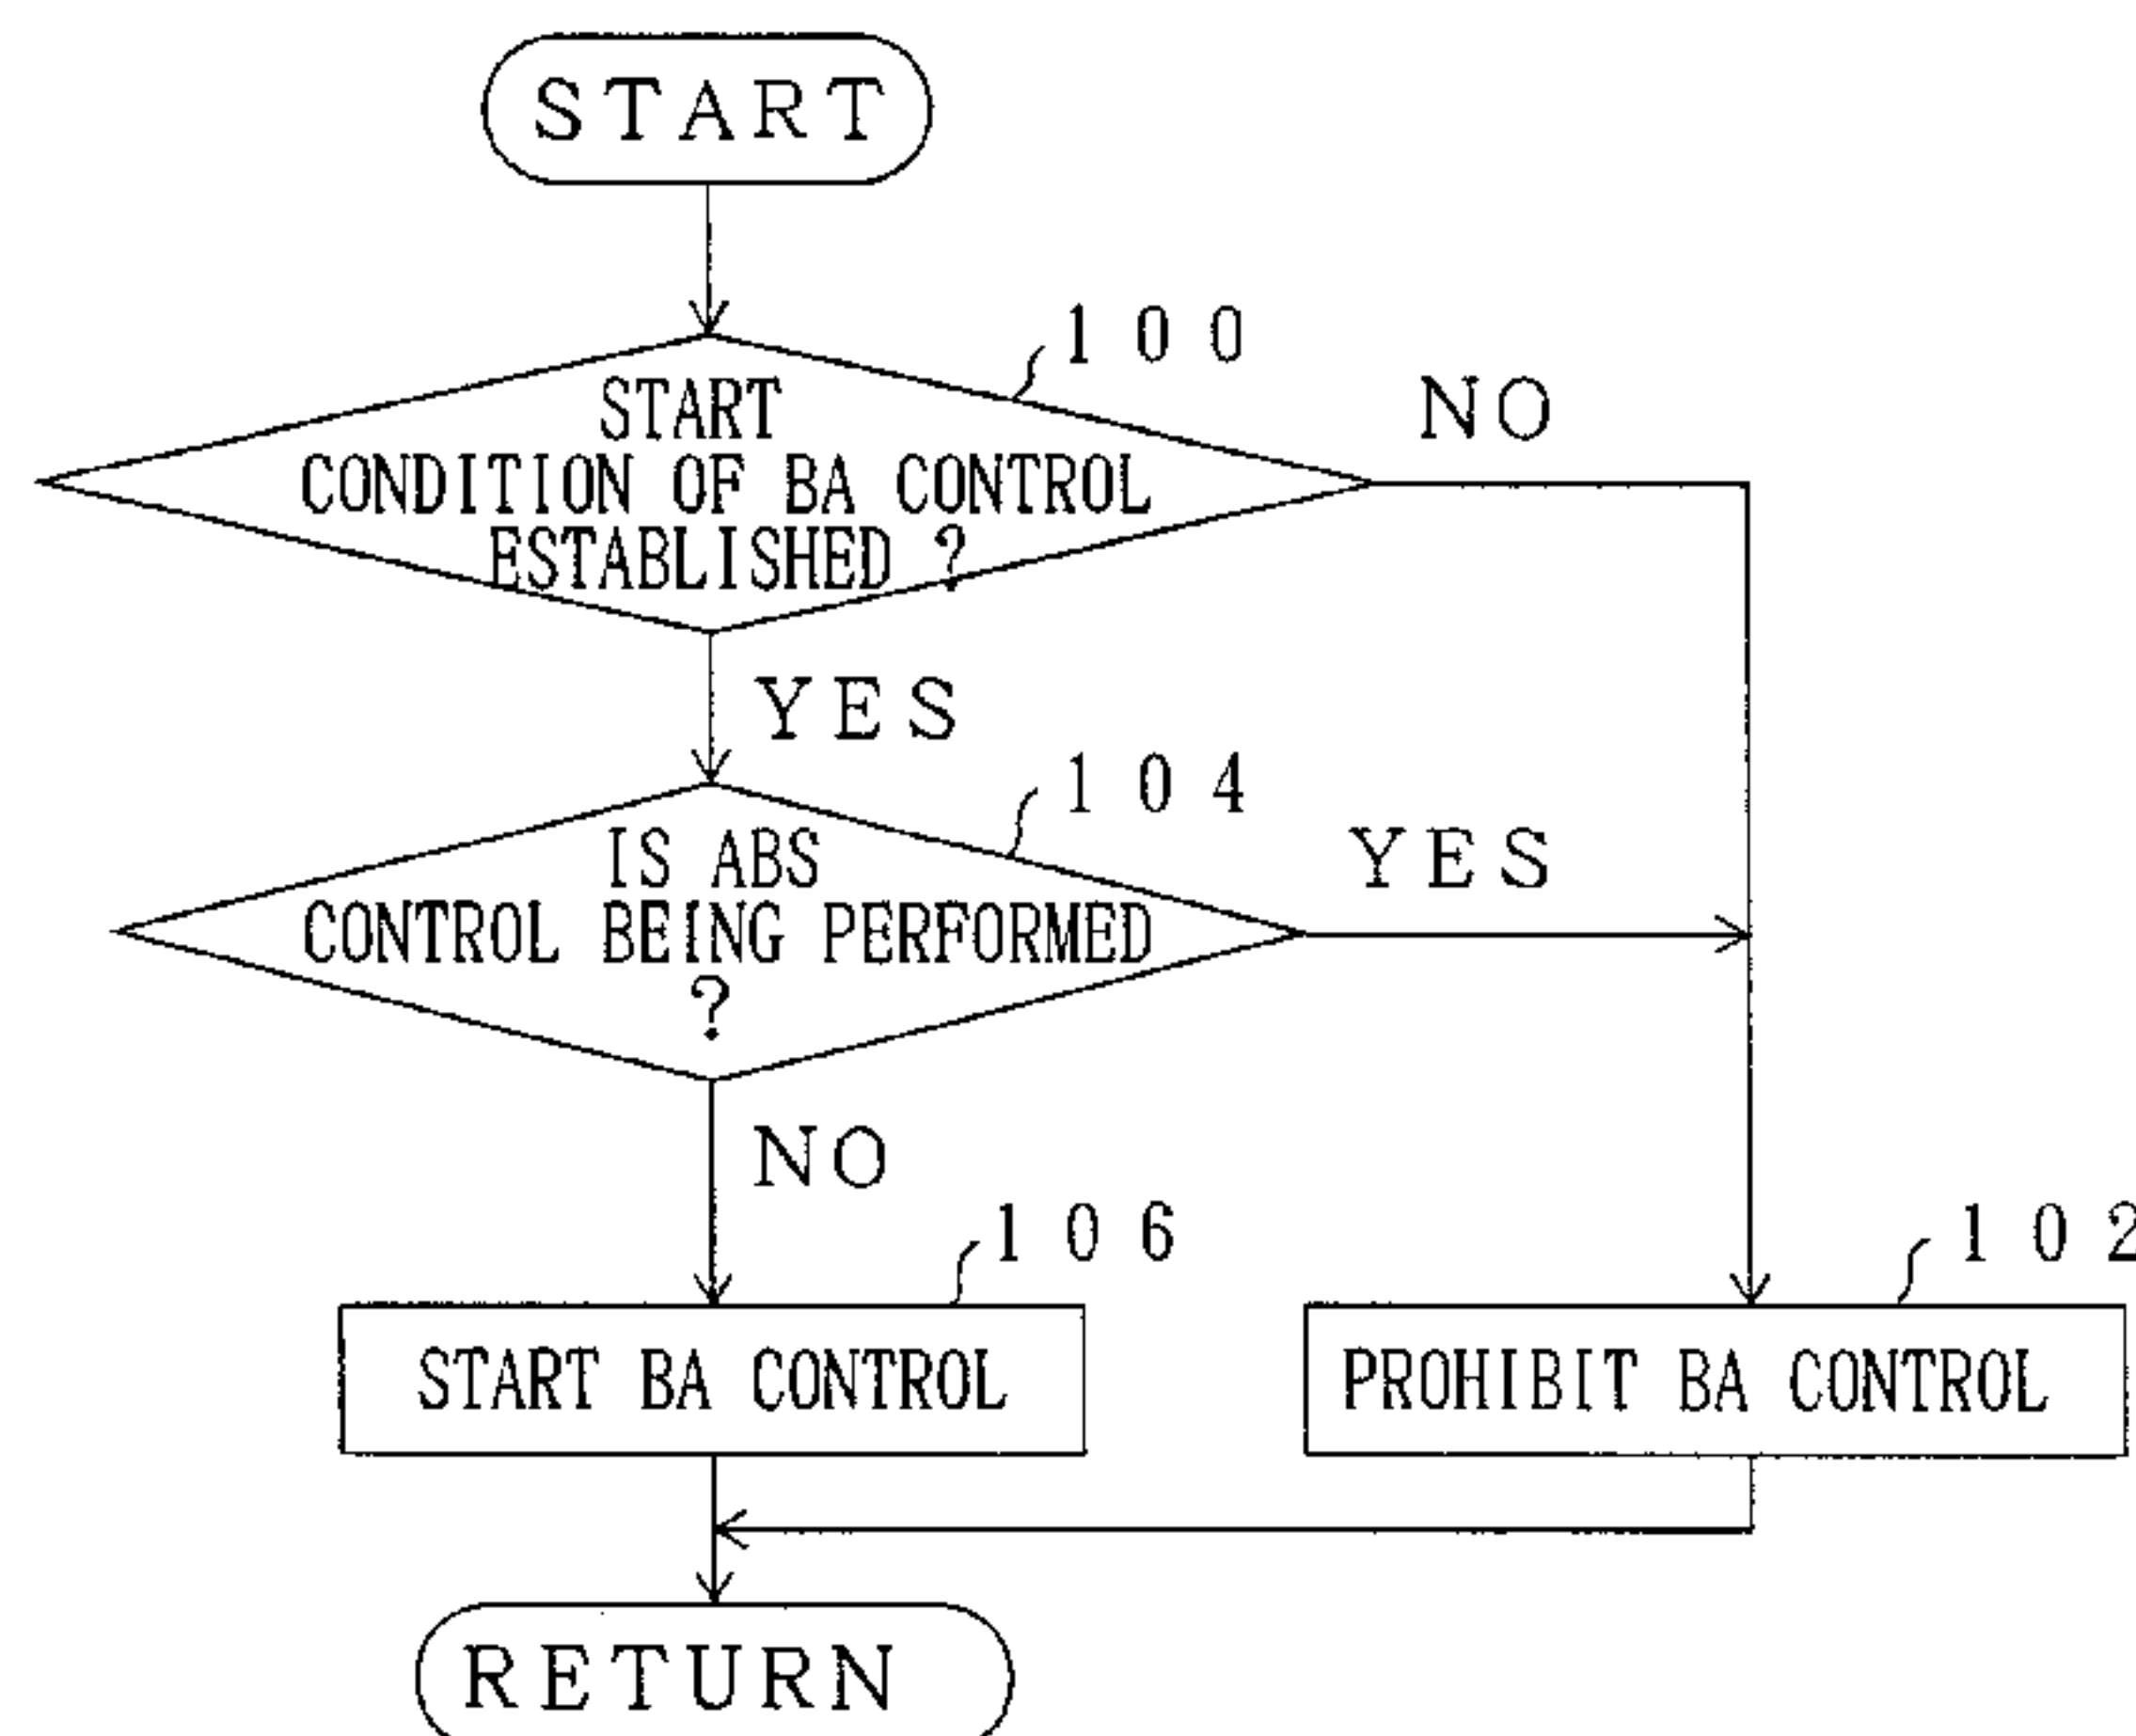 START
100
START
CONDITION OF BA CONTROL
ESTABLISHED ?
NO
YES
104
IS ABS
CONTROL BEING PERFORMED
?
YES
NO
106
102
START BA CONTROL
PROHIBIT BA CONTROL
RETURN